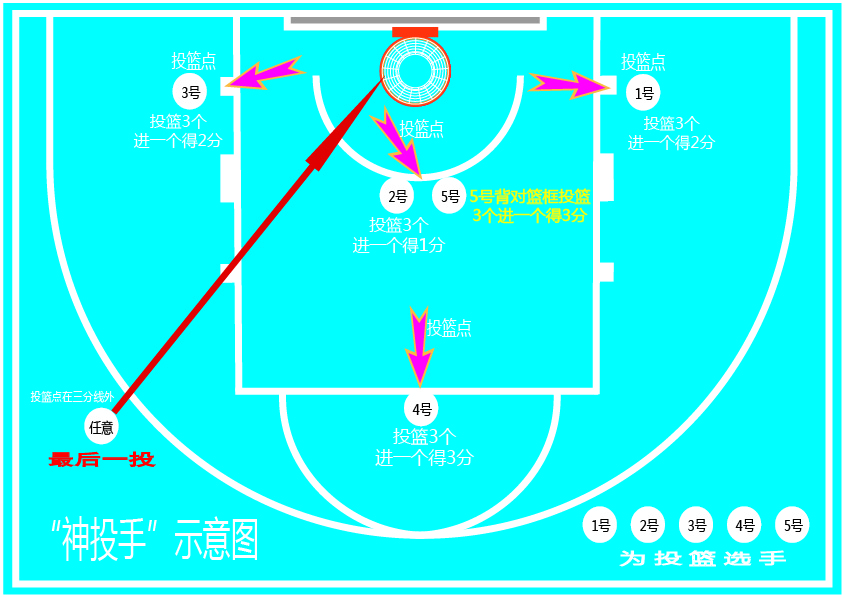 投篮点
3号
投篮3个
进一个得2分
投篮点
1号
投篮3个
进一个得2分
投篮点
2号
5号
5号背对篮框投篮
3个进一个得3分
投篮3个
进一个得1分
投篮点
4号
投篮3个
进一个得3分
投篮点在三分线外
任意
最后一投
“神投手”示意图
1号 2号 3号 4号 5号
为投篮选手